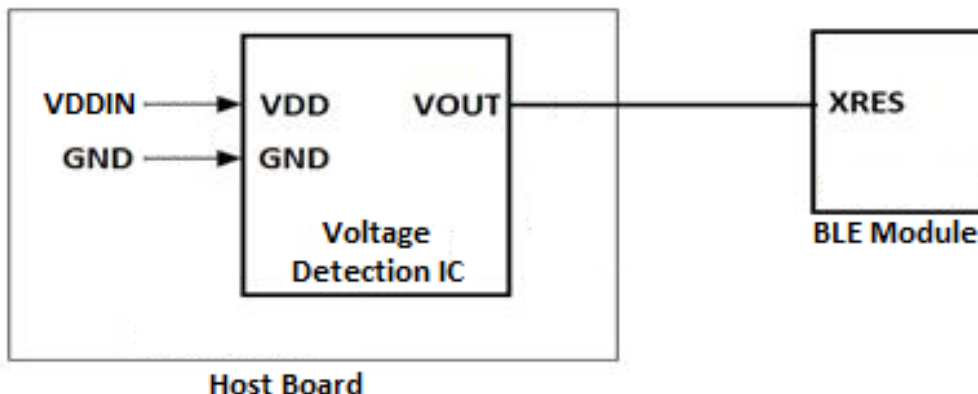 VDDIN
VDD
VOUT
XRES
GND
GND
Voltage
Detection IC
BLE Module
Host Board